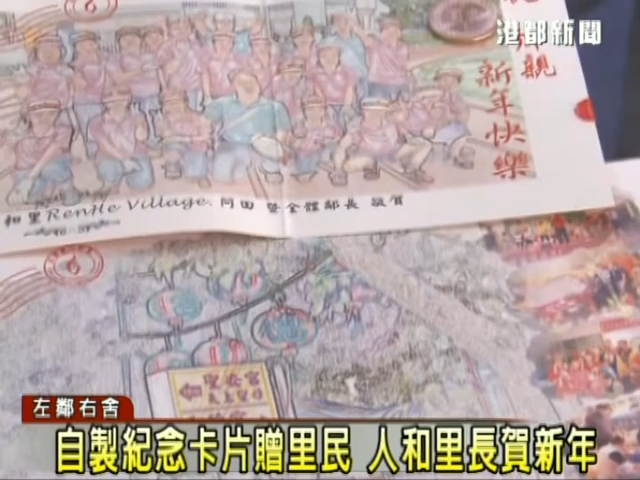 港都新聞
新年快樂
和里RenHe Village. 阿田 暨全體鄰長 敬賀
左鄰右舍
自製紀念卡片贈里民 人和里長賀新年